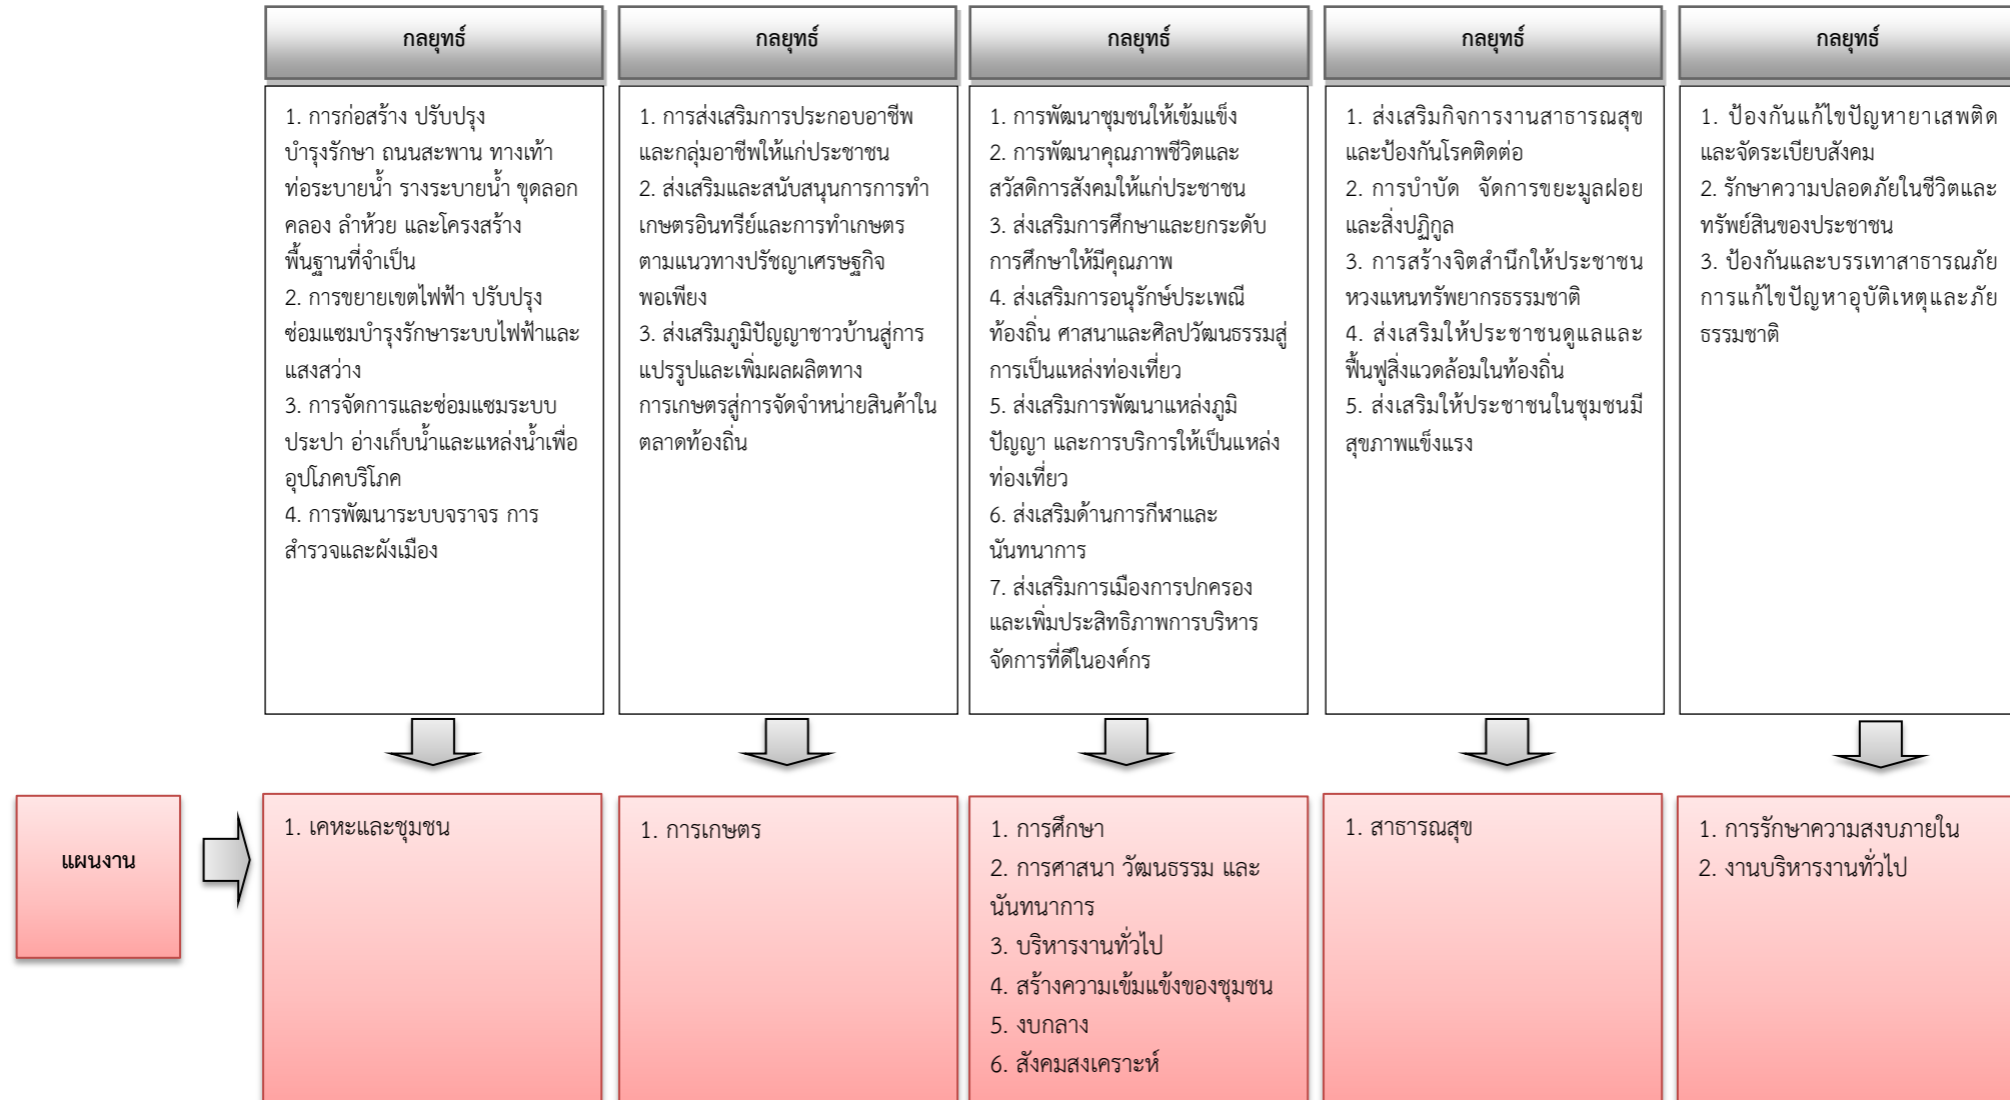 กลยุทธ์
1. การก่อสร้าง ปรับปรุง
บำรุงรักษา ถนนสะพาน ทางเท้า
ท่อระบายน้ำ รางระบายน้ำ ขุดลอก
คลอง ลำห้วย และโครงสร้าง
พื้นฐานที่จำเป็น
2. การขยายเขตไฟฟ้า ปรับปรุง
ซ่อมแซมบำรุงรักษาระบบไฟฟ้าและ
แสงสว่าง
3. การจัดการและซ่อมแซมระบบ
ประปา อ่างเก็บน้ำและแหล่งน้ำเพื่อ
อุปโภคบริโภค
4. การพัฒนาระบบจราจร การ
สำรวจและผังเมือง
กลยุทธ์
1. การส่งเสริมการประกอบอาชีพ
และกลุ่มอาชีพให้แก่ประชาชน
2. ส่งเสริมและสนับสนุนการการทำ
เกษตรอินทรีย์และการทำเกษตร
ตามแนวทางปรัชญาเศรษฐกิจ
พอเพียง
3. ส่งเสริมภูมิปัญญาชาวบ้านสู่การ
แปรรูปและเพิ่มผลผลิตทาง
การเกษตรสู่การจัดจำหน่ายสินค้าใน
ตลาดท้องถิ่น
กลยุทธ์
1. การพัฒนาชุมชนให้เข้มแข็ง
2. การพัฒนาคุณภาพชีวิตและ
สวัสดิการสังคมให้แก่ประชาชน
3. ส่งเสริมการศึกษาและยกระดับ
การศึกษาให้มีคุณภาพ
4. ส่งเสริมการอนุรักษ์ประเพณี
ท้องถิ่น ศาสนาและศิลปวัฒนธรรมสู่
การเป็นแหล่งท่องเที่ยว
5. ส่งเสริมการพัฒนาแหล่งภูมิ
ปัญญา และการบริการให้เป็นแหล่ง
ท่องเที่ยว
6. ส่งเสริมด้านการกีฬาและ
นันทนาการ
7. ส่งเสริมการเมืองการปกครอง
และเพิ่มประสิทธิภาพการบริหาร
จัดการที่ดีในองค์กร
กลยุทธ์
1. ส่งเสริมกิจการงานสาธารณสุข
และป้องกันโรคติดต่อ
2. การบำบัด จัดการขยะมูลฝอย
และสิ่งปฏิกูล
3. การสร้างจิตสำนึกให้ประชาชน
หวงแหนทรัพยากรธรรมชาติ
4. ส่งเสริมให้ประชาชนดูแลและ
ฟื้นฟูสิ่งแวดล้อมในท้องถิ่น
5. ส่งเสริมให้ประชาชนในชุมชนมี
สุขภาพแข็งแรง
กลยุทธ์
1. ป้องกันแก้ไขปัญหายาเสพติด
และจัดระเบียบสังคม
2. รักษาความปลอดภัยในชีวิตและ
ทรัพย์สินของประชาชน
3. ป้องกันและบรรเทาสาธารณภัย
การแก้ไขปัญหาอุบัติเหตุและภัย
ธรรมชาติ
แผนงาน
1. เคหะและชุมชน
1. การเกษตร
1. การศึกษา
2. การศาสนา วัฒนธรรม และ
นันทนาการ
3. บริหารงานทั่วไป
4. สร้างความเข้มแข้งของชุมชน
5. งบกลาง
6. สังคมสงเคราะห์
1. สาธารณสุข
1. การรักษาความสงบภายใน
2. งานบริหารงานทั่วไป